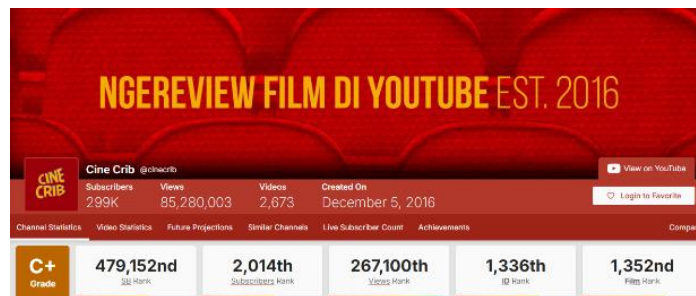 NGEREVIEW FILM DI YOUTUBE EST. 2016
CINE
CRIB
Cine Crib @cinecrib
View on YouTube
Subscribers Views Videos Created On
299K 85,280,003 2,673 December 5, 2016
Login to Favorite
Channel Statistics Video Statistics Future Projections Similar Channels Live Subscriber Count Achievements Compa
C+ 479,152nd 2,014th 267,100th 1,336th 1,352nd
Grade SB Rank Subscribers Rank Views Rank ID Rank Film Rank